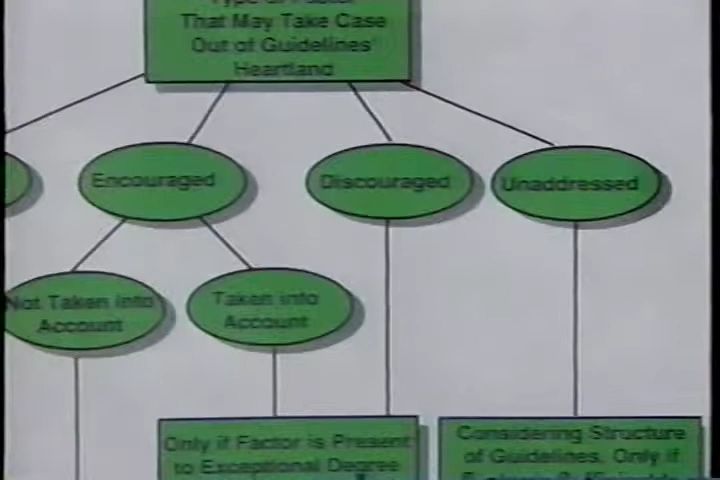 That May Take Case
Out of Guidelines'
Heartland
Encouraged
Discouraged
Unaddressed
Not Taken Into
Account
Taken into
Account
Only if Factor is Present
to Exceptional Degree
Considering Structure
of Guidelines, Only if